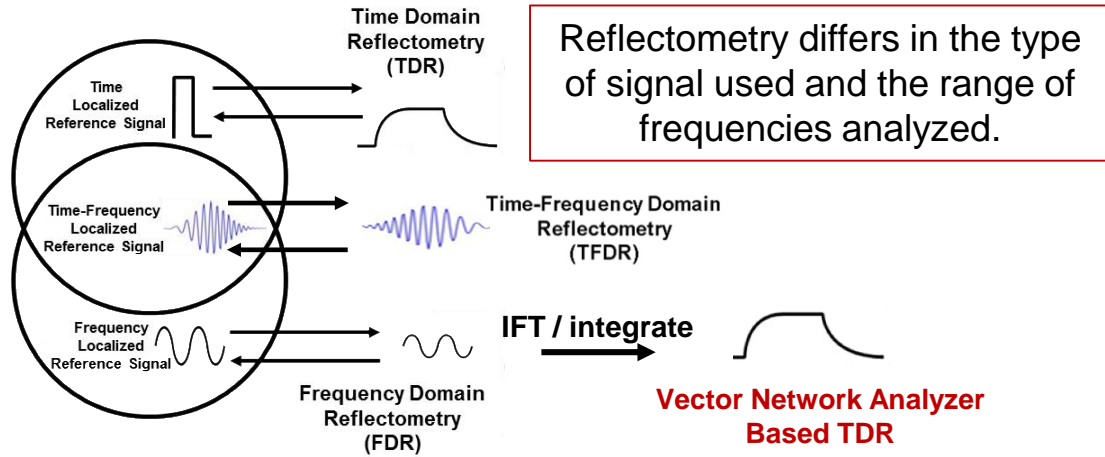 Time Domain
Reflectometry
(TDR)
Reflectometry differs in the type
of signal used and the range of
frequencies analyzed.
Time
Localized
Reference Signal
Time-Frequency
Localized
Reference Signal
Time-Frequency Domain
Reflectometry
(TFDR)
Frequency
Localized
Reference Signal
IFT / integrate
Frequency Domain
Reflectometry
(FDR)
Vector Network Analyzer
Based TDR